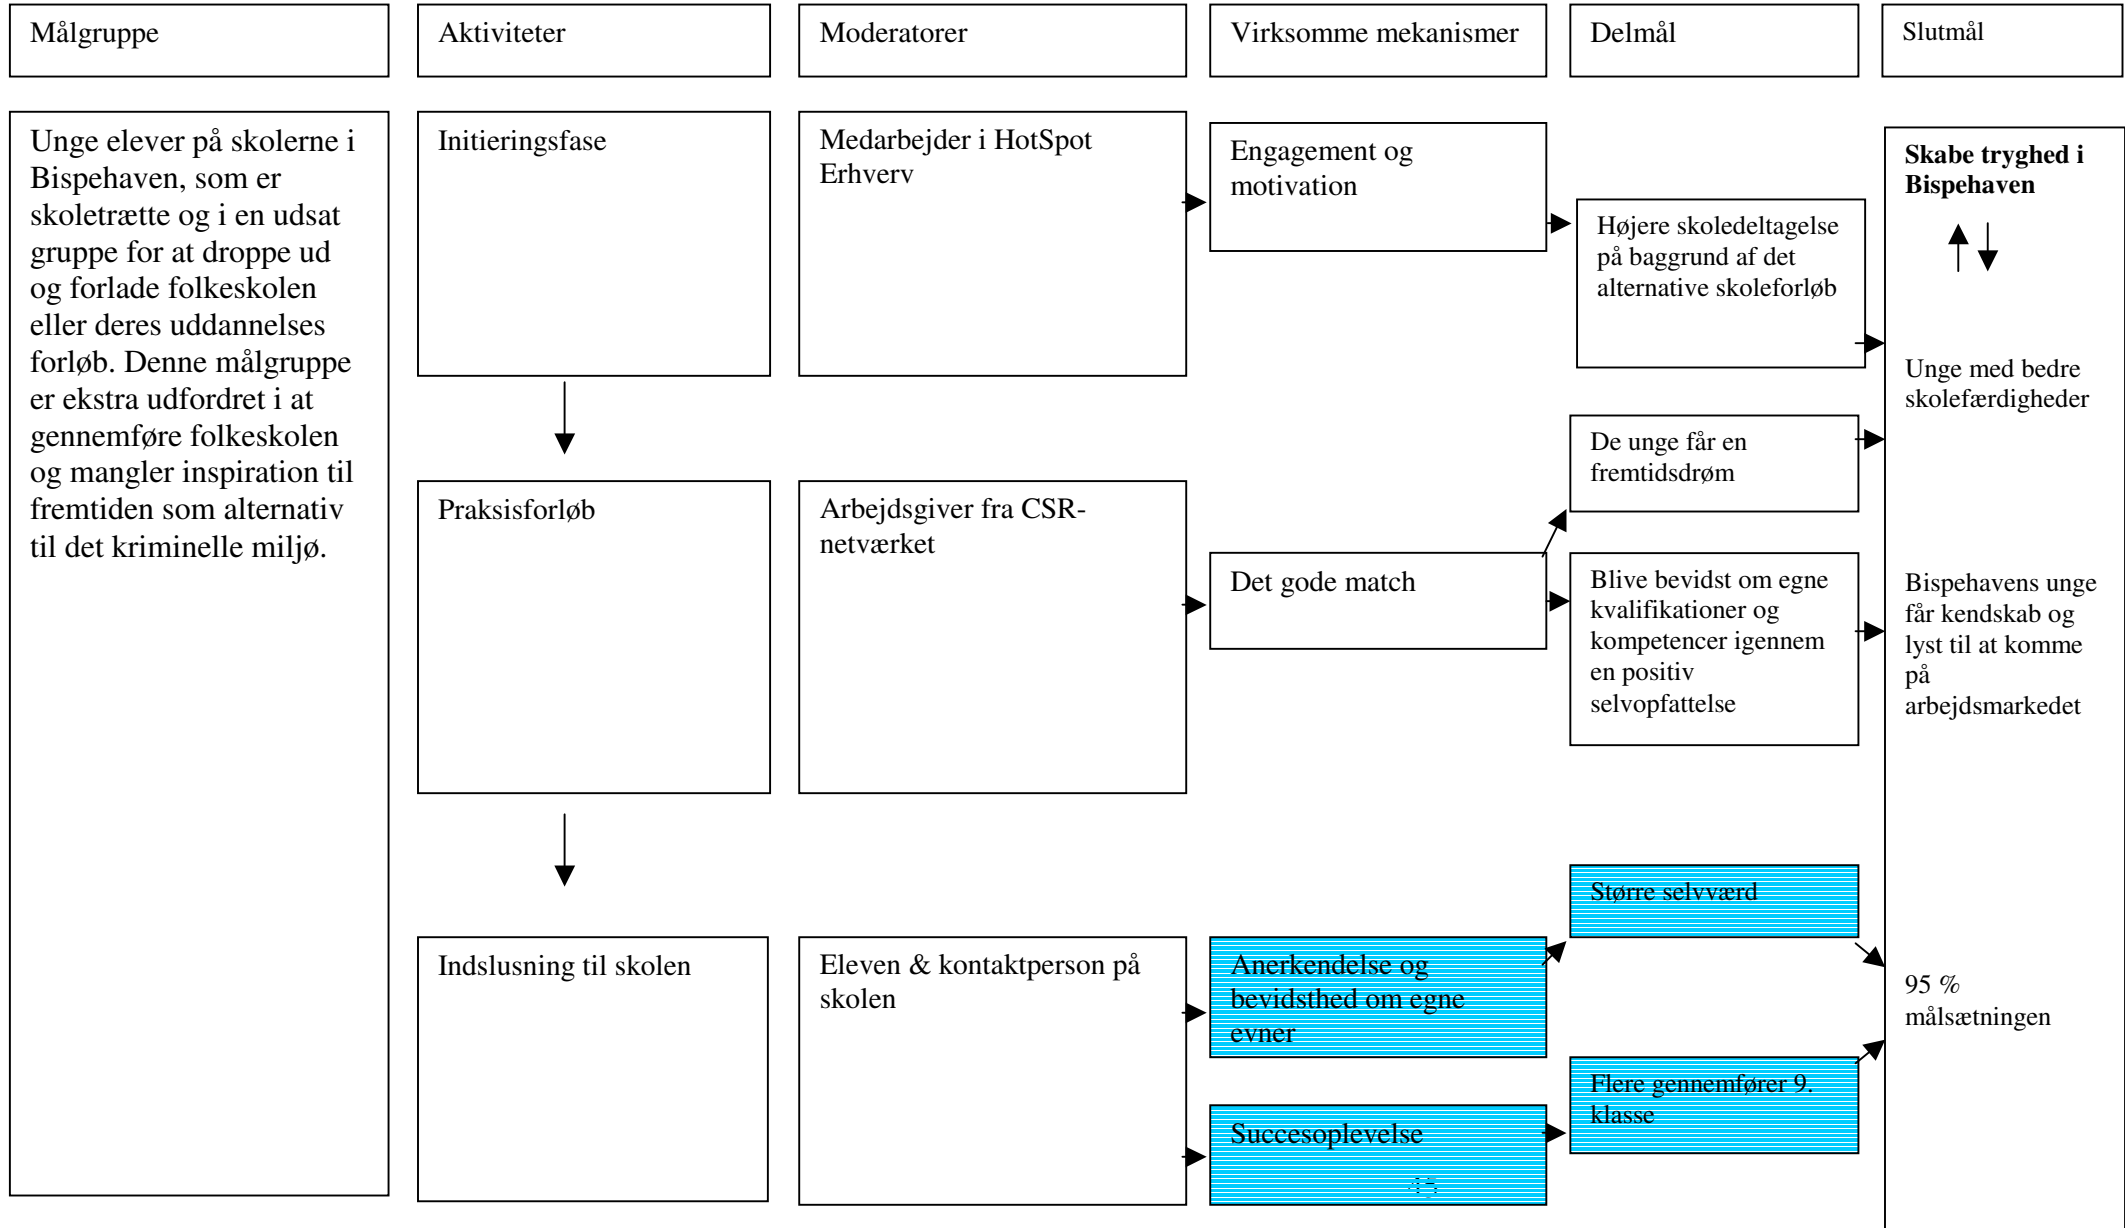 Målgruppe
Aktiviteter
Moderatorer
Virksomme mekanismer
Delmål
Slutmål
Unge elever på skolerne i
Bispehaven, som er
skoletrætte og i en udsat
gruppe for at droppe ud
og forlade folkeskolen
eller deres uddannelses
forløb. Denne målgruppe
er ekstra udfordret i at
gennemføre folkeskolen
og mangler inspiration til
fremtiden som alternativ
til det kriminelle miljø.
Initieringsfase
Medarbejder i HotSpot
Erhverv
Engagement og
motivation
Højere skoledeltagelse
på baggrund af det
alternative skoleforløb
Skabe tryghed i
Bispehaven
Unge med bedre
skolefærdigheder
Praksisforløb
Arbejdsgiver fra CSR-
netværket
Det gode match
De unge får en
fremtidsdrøm
Blive bevidst om egne
kvalifikationer og
kompetencer igennem
en positiv
selvopfattelse
Bispehavens unge
får kendskab og
lyst til at komme
på
arbejdsmarkedet
Indslusning til skolen
Eleven & kontaktperson på
skolen
Anerkendelse og
bevidsthed om egne
evner
Større selvværd
95 %
målsætningen
Succesoplevelse
Flere gennemfører 9.
klasse
45